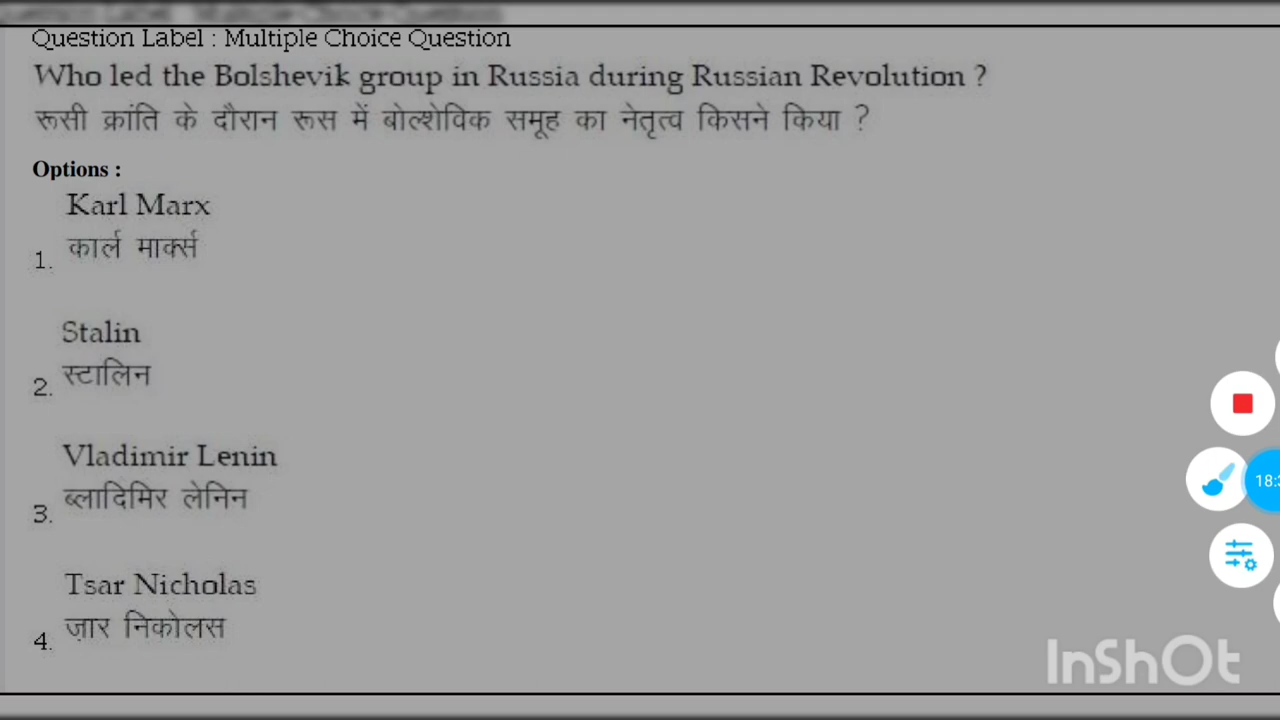 Question Label : Multiple Choice Question
Who led the Bolshevik group in Russia during Russian Revolution ?
रूसी क्रांति के दौरान रूस में बोल्शेविक समूह का नेतृत्व किसने किया ?
Options :
Karl Marx
1. कार्ल मार्क्स
Stalin
2. स्टालिन
Vladimir Lenin
3. ब्लादिमिर लेनिन
Tsar Nicholas
4. ज़ार निकोलस
InShOt